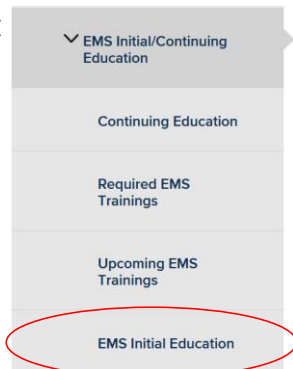 EMS Initial/Continuing
Education
Continuing Education
Required EMS
Trainings
Upcoming EMS
Trainings
EMS Initial Education